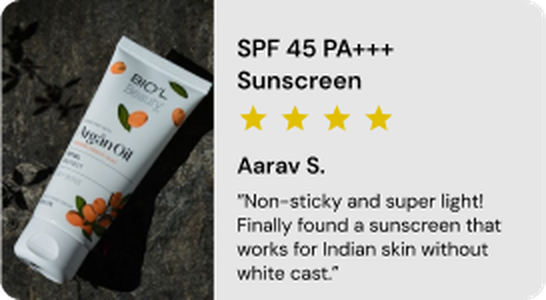 BIO'L
Beauty
Argan Oil
SPF 45 PA+++
Sunscreen
Aarav S.
"Non-sticky and super light!
Finally found a sunscreen that
works for Indian skin without
white cast."